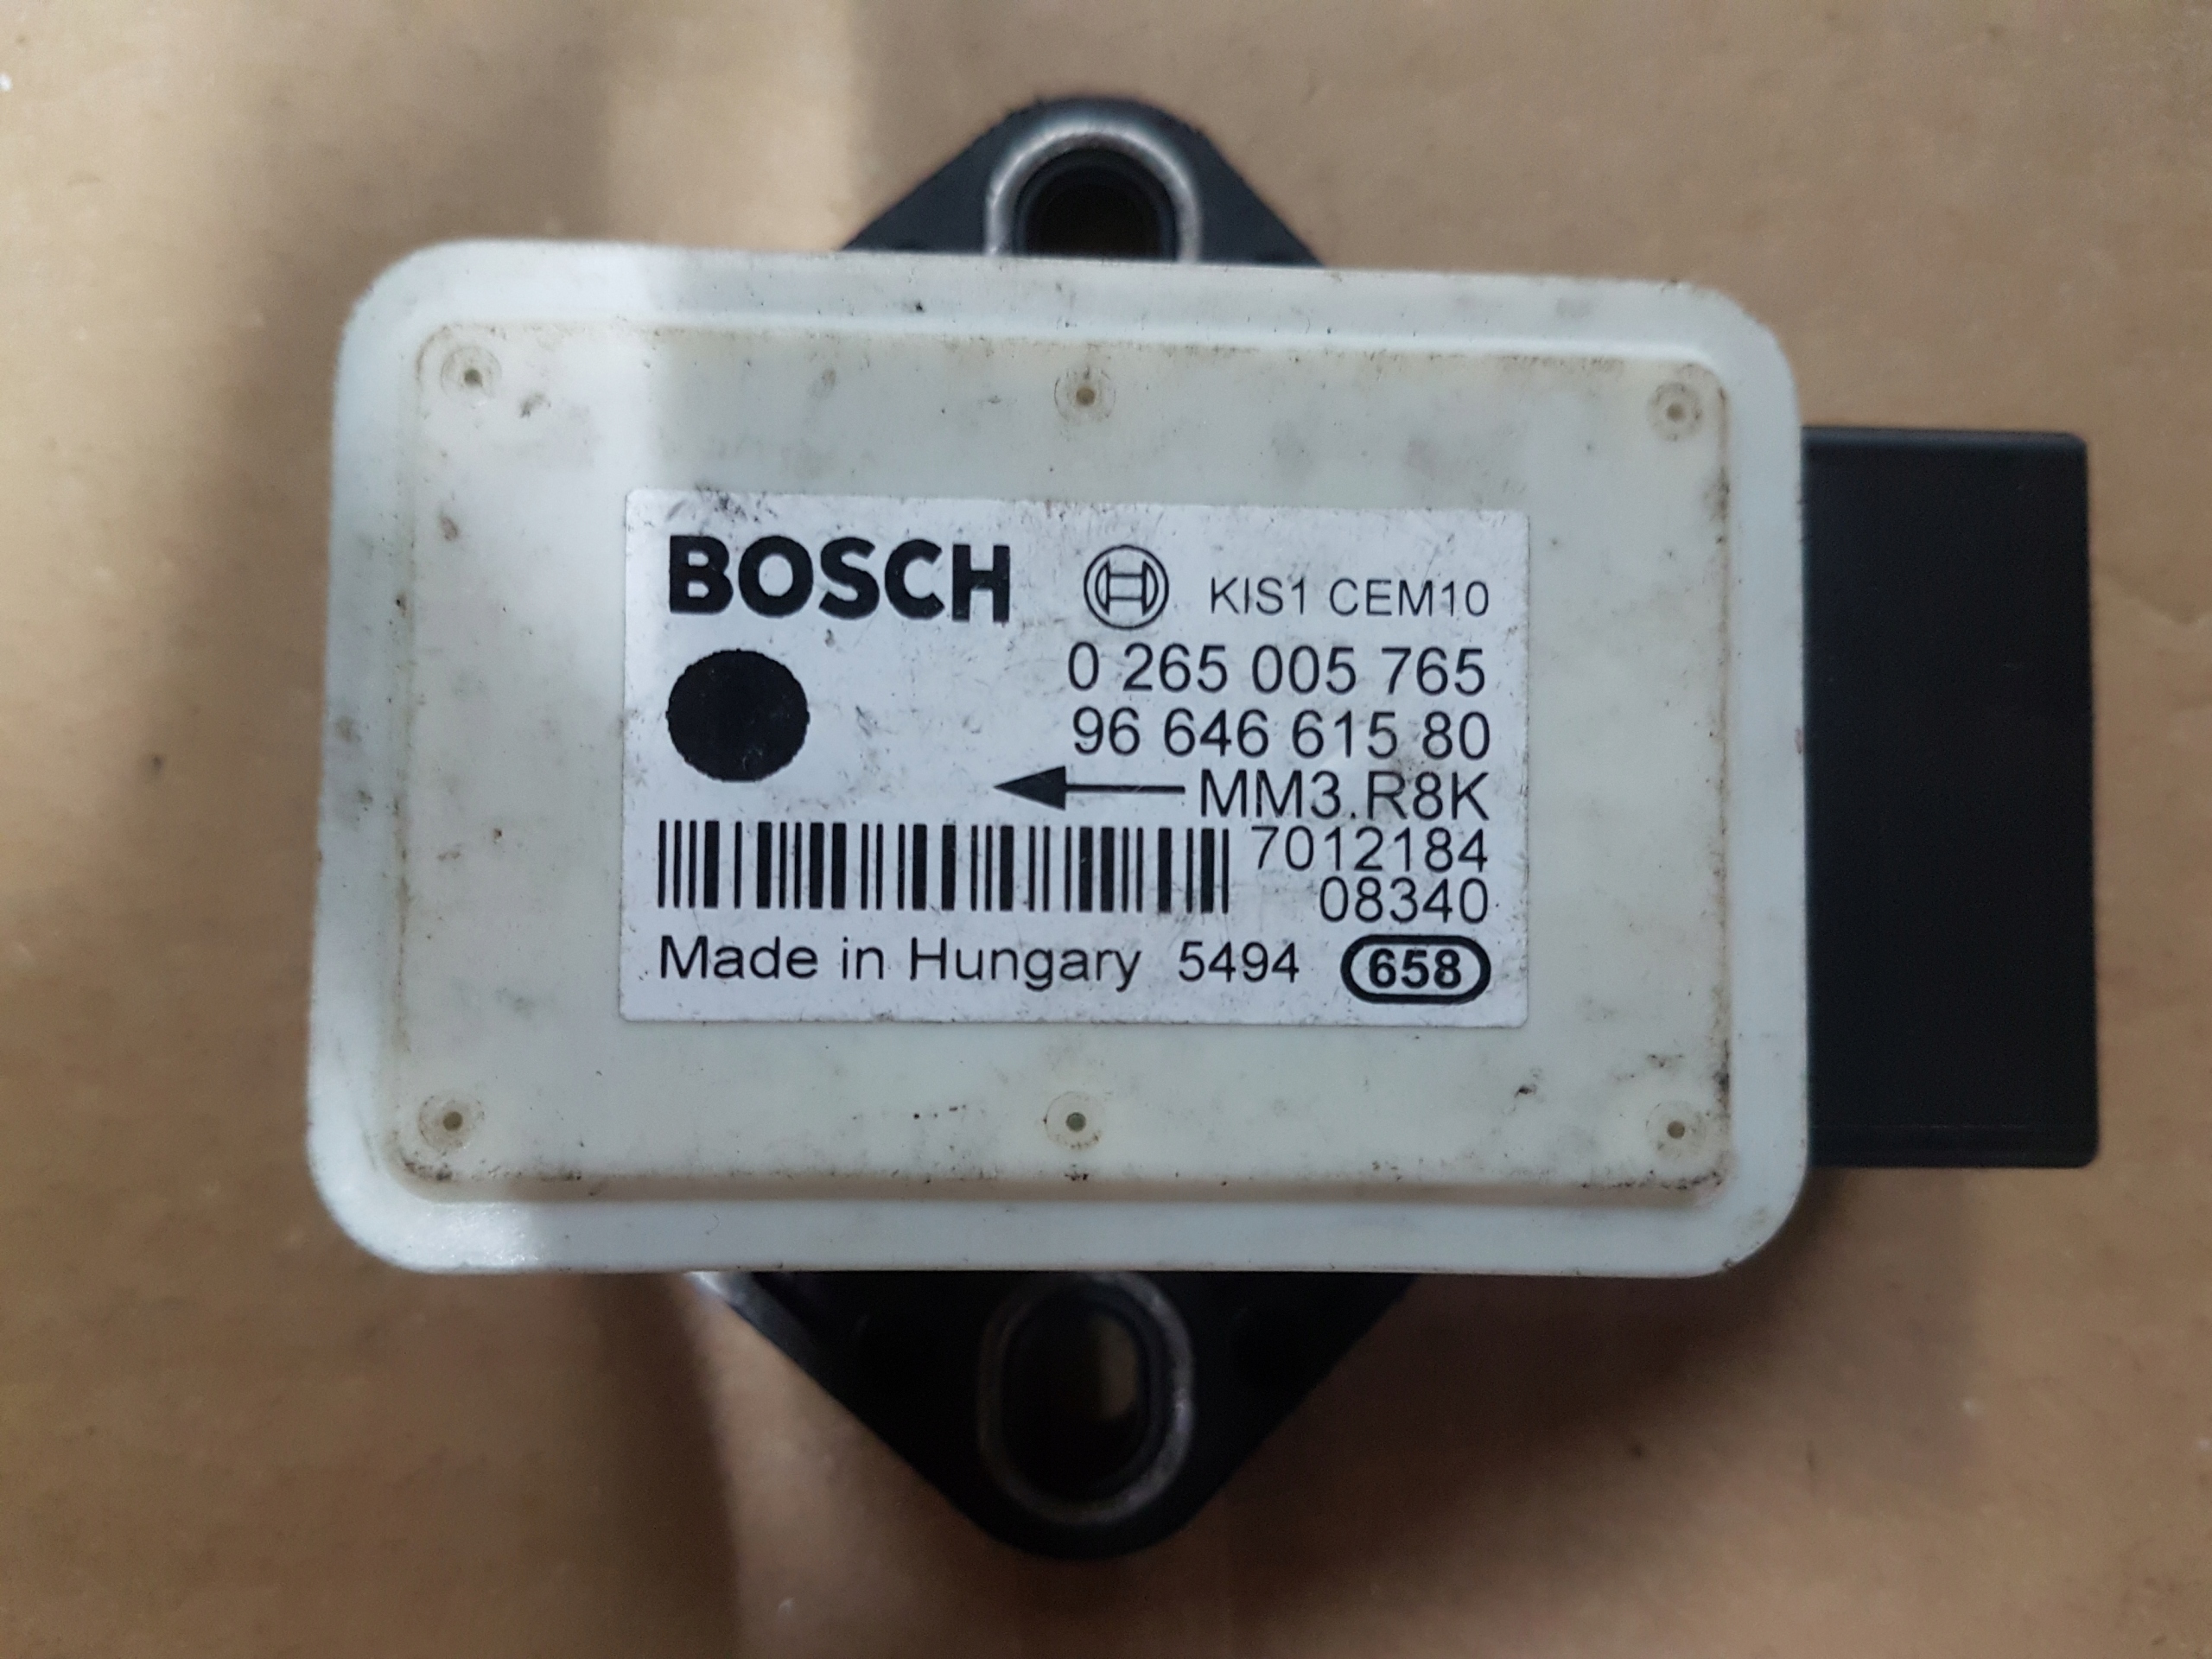 BOSCH KIS1 CEM10
0 265 005 765
96 646 615 80
MM3.R8K
7012184
08340
Made in Hungary 5494 658